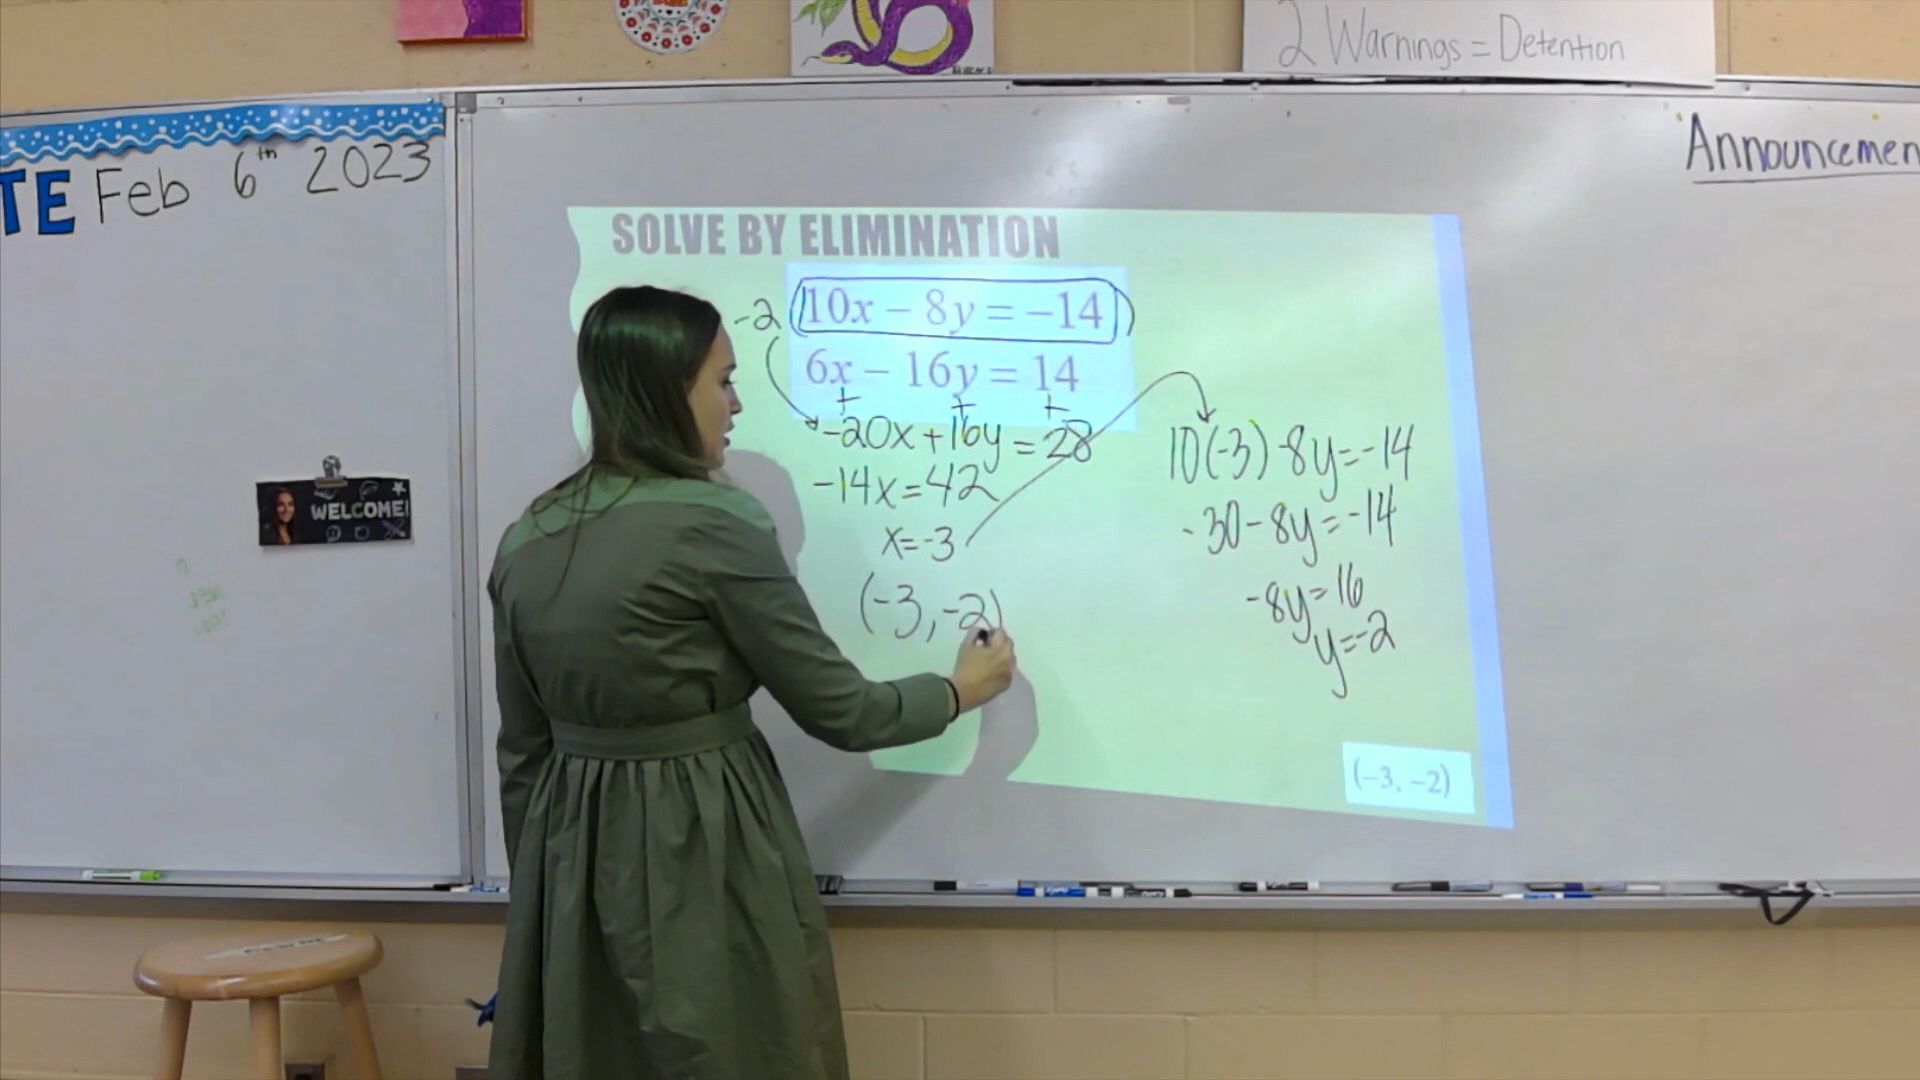 2 Warnings = Detention
TE Feb 6th 2023
Announcemen
SOLVE BY ELIMINATION
-2 (10x – 8y = –14)
6x – 16y = 14
+ + +
-20x+16y=28
-14x=42
x=-3
(-3,-2)
10(-3)-8y=-14
-30-8y=-14
-8y=16
y=-2
(–3, –2)
WELCOME!